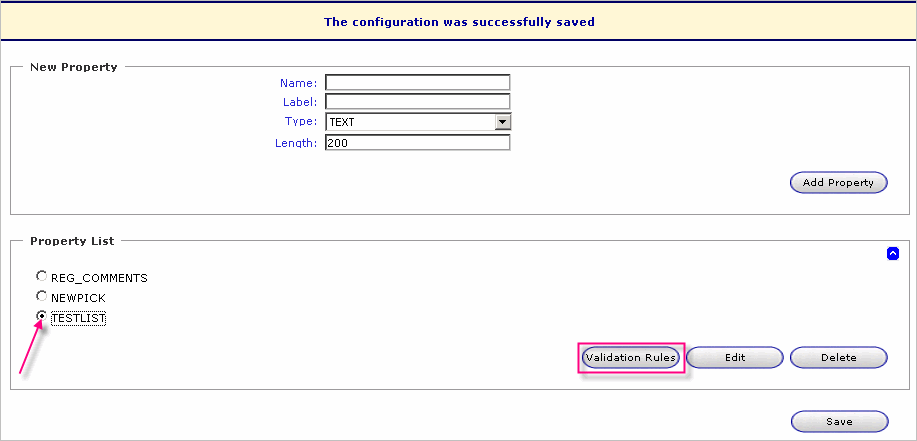 The configuration was successfully saved
New Property
Name:
Label:
Type: TEXT
Length: 200
Add Property
Property List
REG_COMMENTS
NEWPICK
TESTLIST
Validation Rules Edit Delete
Save